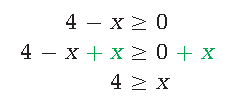 4 − x ≥ 0
4 − x + x ≥ 0 + x
4 ≥ x